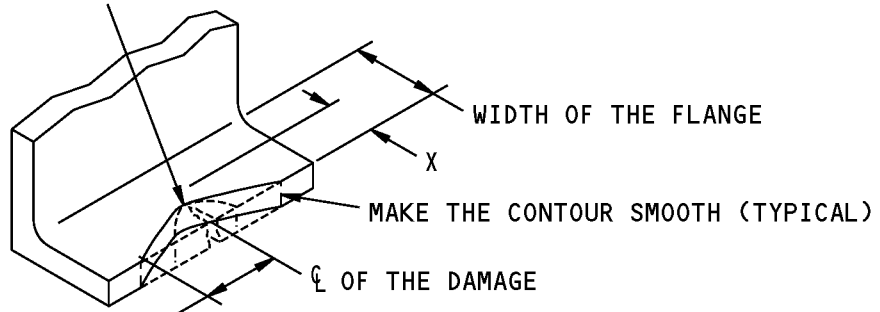 WIDTH OF THE FLANGE
X
MAKE THE CONTOUR SMOOTH (TYPICAL)
℄ OF THE DAMAGE